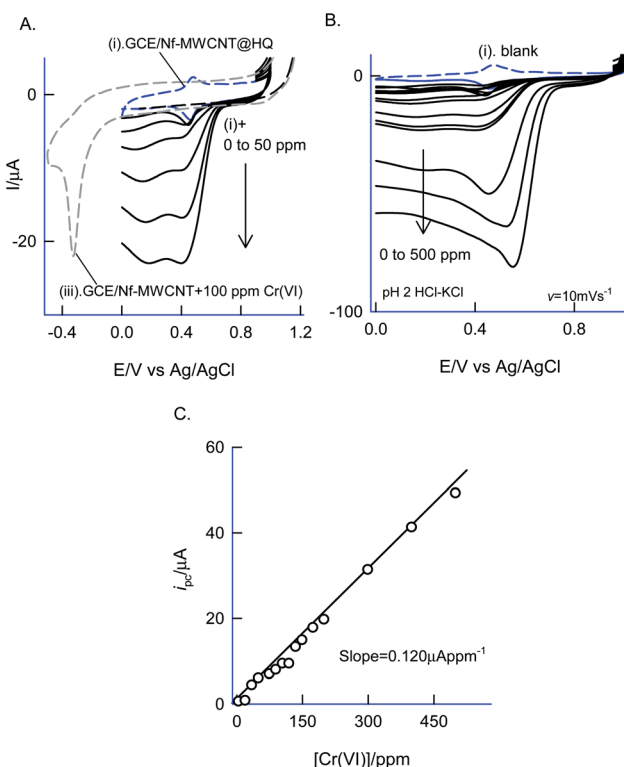 A.
(i).GCE/Nf-MWCNT@HQ
0
-20
I/µA
(i)+
0 to 50 ppm
(iii).GCE/Nf-MWCNT+100 ppm Cr(VI)
-0.4 0.0 0.4 0.8 1.2
E/V vs Ag/AgCl
B.
(i). blank
0
-100
0 to 500 ppm
pH 2 HCl-KCl
v=10mVs-1
0.0 0.4 0.8
E/V vs Ag/AgCl
C.
60
40
20
0
ipc/µA
Slope=0.120µAppm-1
0 150 300 450
[Cr(VI)]/ppm